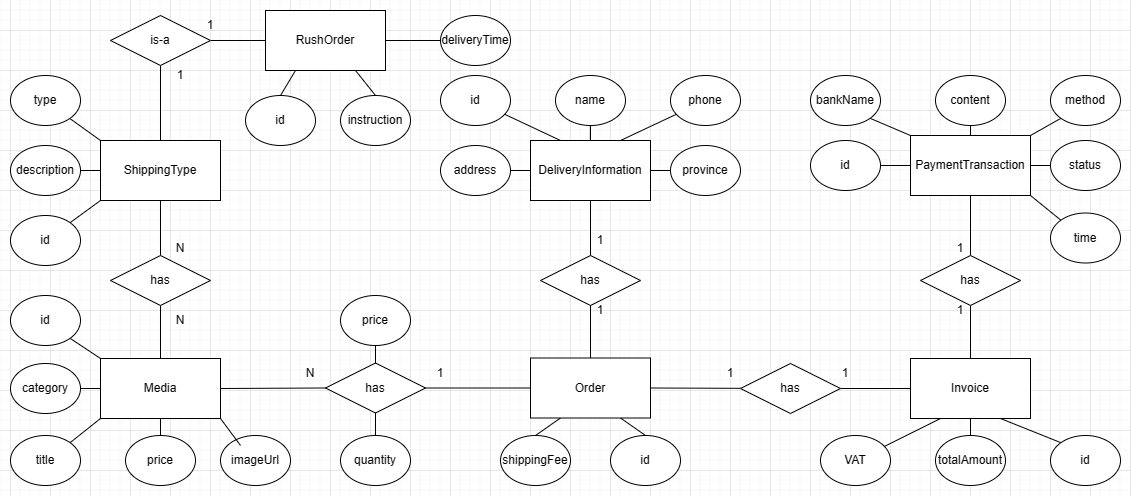 is-a
1
RushOrder
deliveryTime
1
type
id
instruction
id
name
phone
bankName
content
method
description
ShippingType
address
DeliveryInformation
province
id
PaymentTransaction
status
id
time
N
1
1
has
has
has
N
1
1
id
price
category
Media
N
has
1
Order
1
has
1
Invoice
title
price
imageUrl
quantity
shippingFee
id
VAT
totalAmount
id